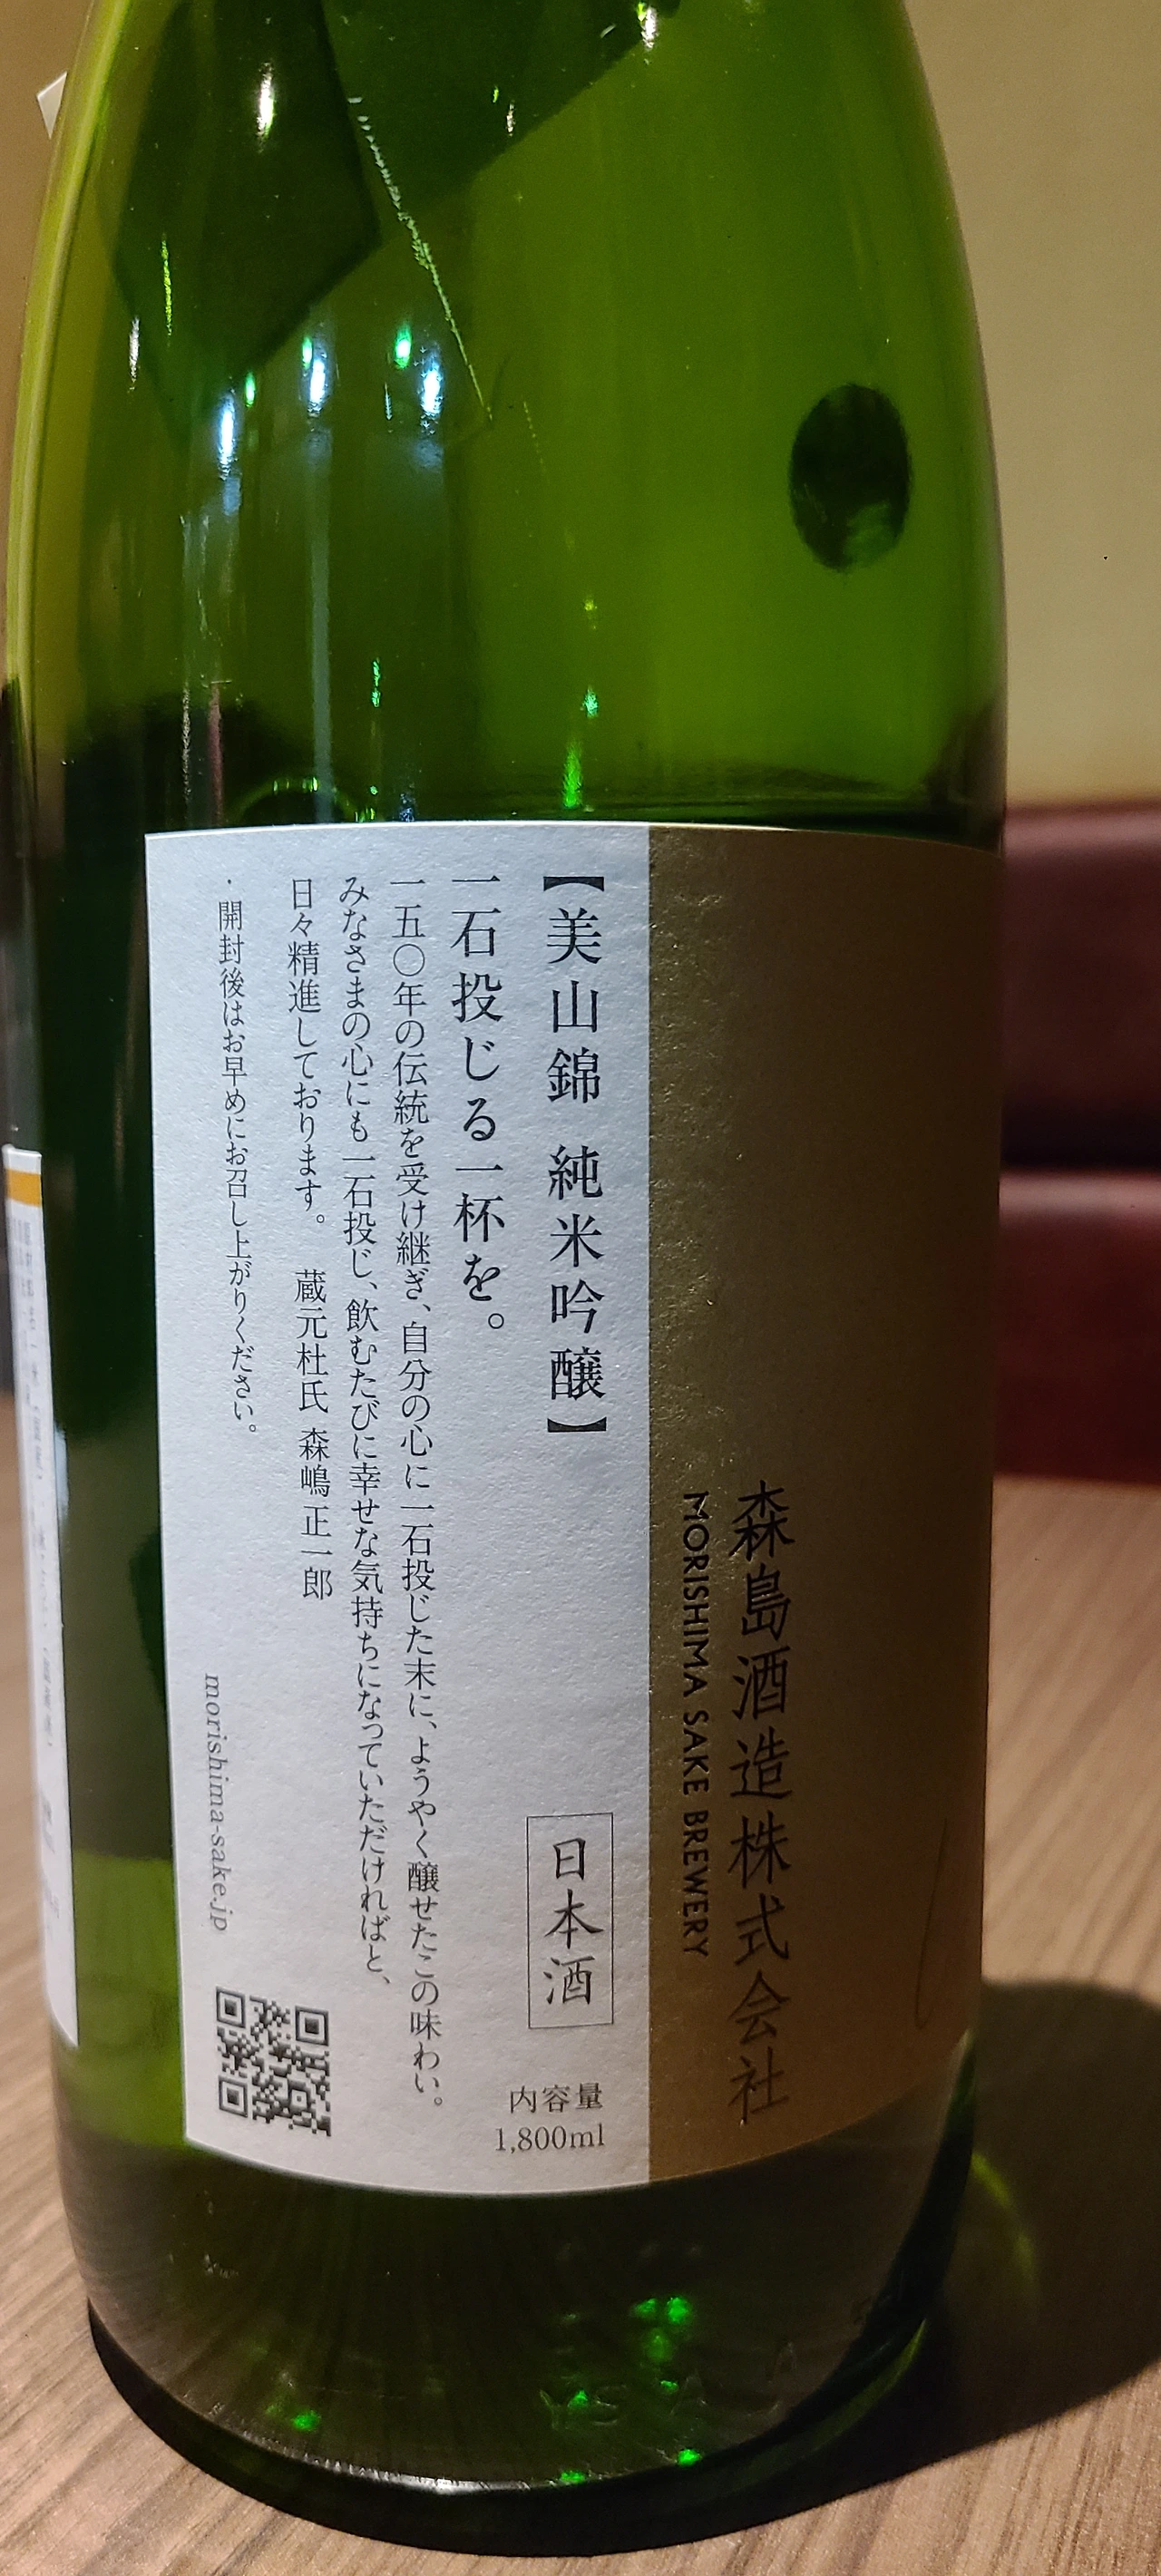 森島酒造株式会社
MORISHIMA SAKE BREWERY
【美山錦 純米吟醸】
日本酒
内容量
1,800ml
一石投じる一杯を。
一五〇年の伝統を受け継ぎ、自分の心に一石投じた末に、ようやく醸せたこの味わい。
みなさまの心にも一石投じ、飲むたびに幸せな気持ちになっていただければと、
日々精進しております。 蔵元杜氏 森嶋正一郎
・開封後はお早めにお召し上がりください。
morishima-sake.jp